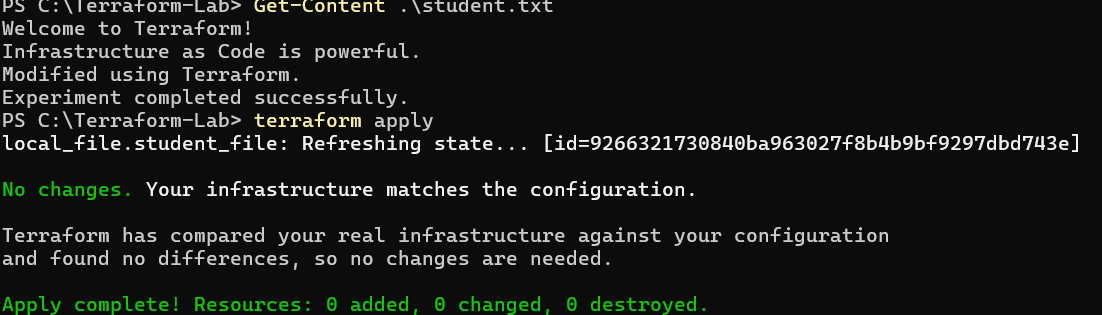 PS C:\Terraform-Lab> Get-Content .\student.txt
Welcome to Terraform!
Infrastructure as Code is powerful.
Modified using Terraform.
Experiment completed successfully.
PS C:\Terraform-Lab> terraform apply
local_file.student_file: Refreshing state... [id=9266321730840ba963027f8b4b9bf9297dbd743e]
No changes. Your infrastructure matches the configuration.
Terraform has compared your real infrastructure against your configuration
and found no differences, so no changes are needed.
Apply complete! Resources: 0 added, 0 changed, 0 destroyed.